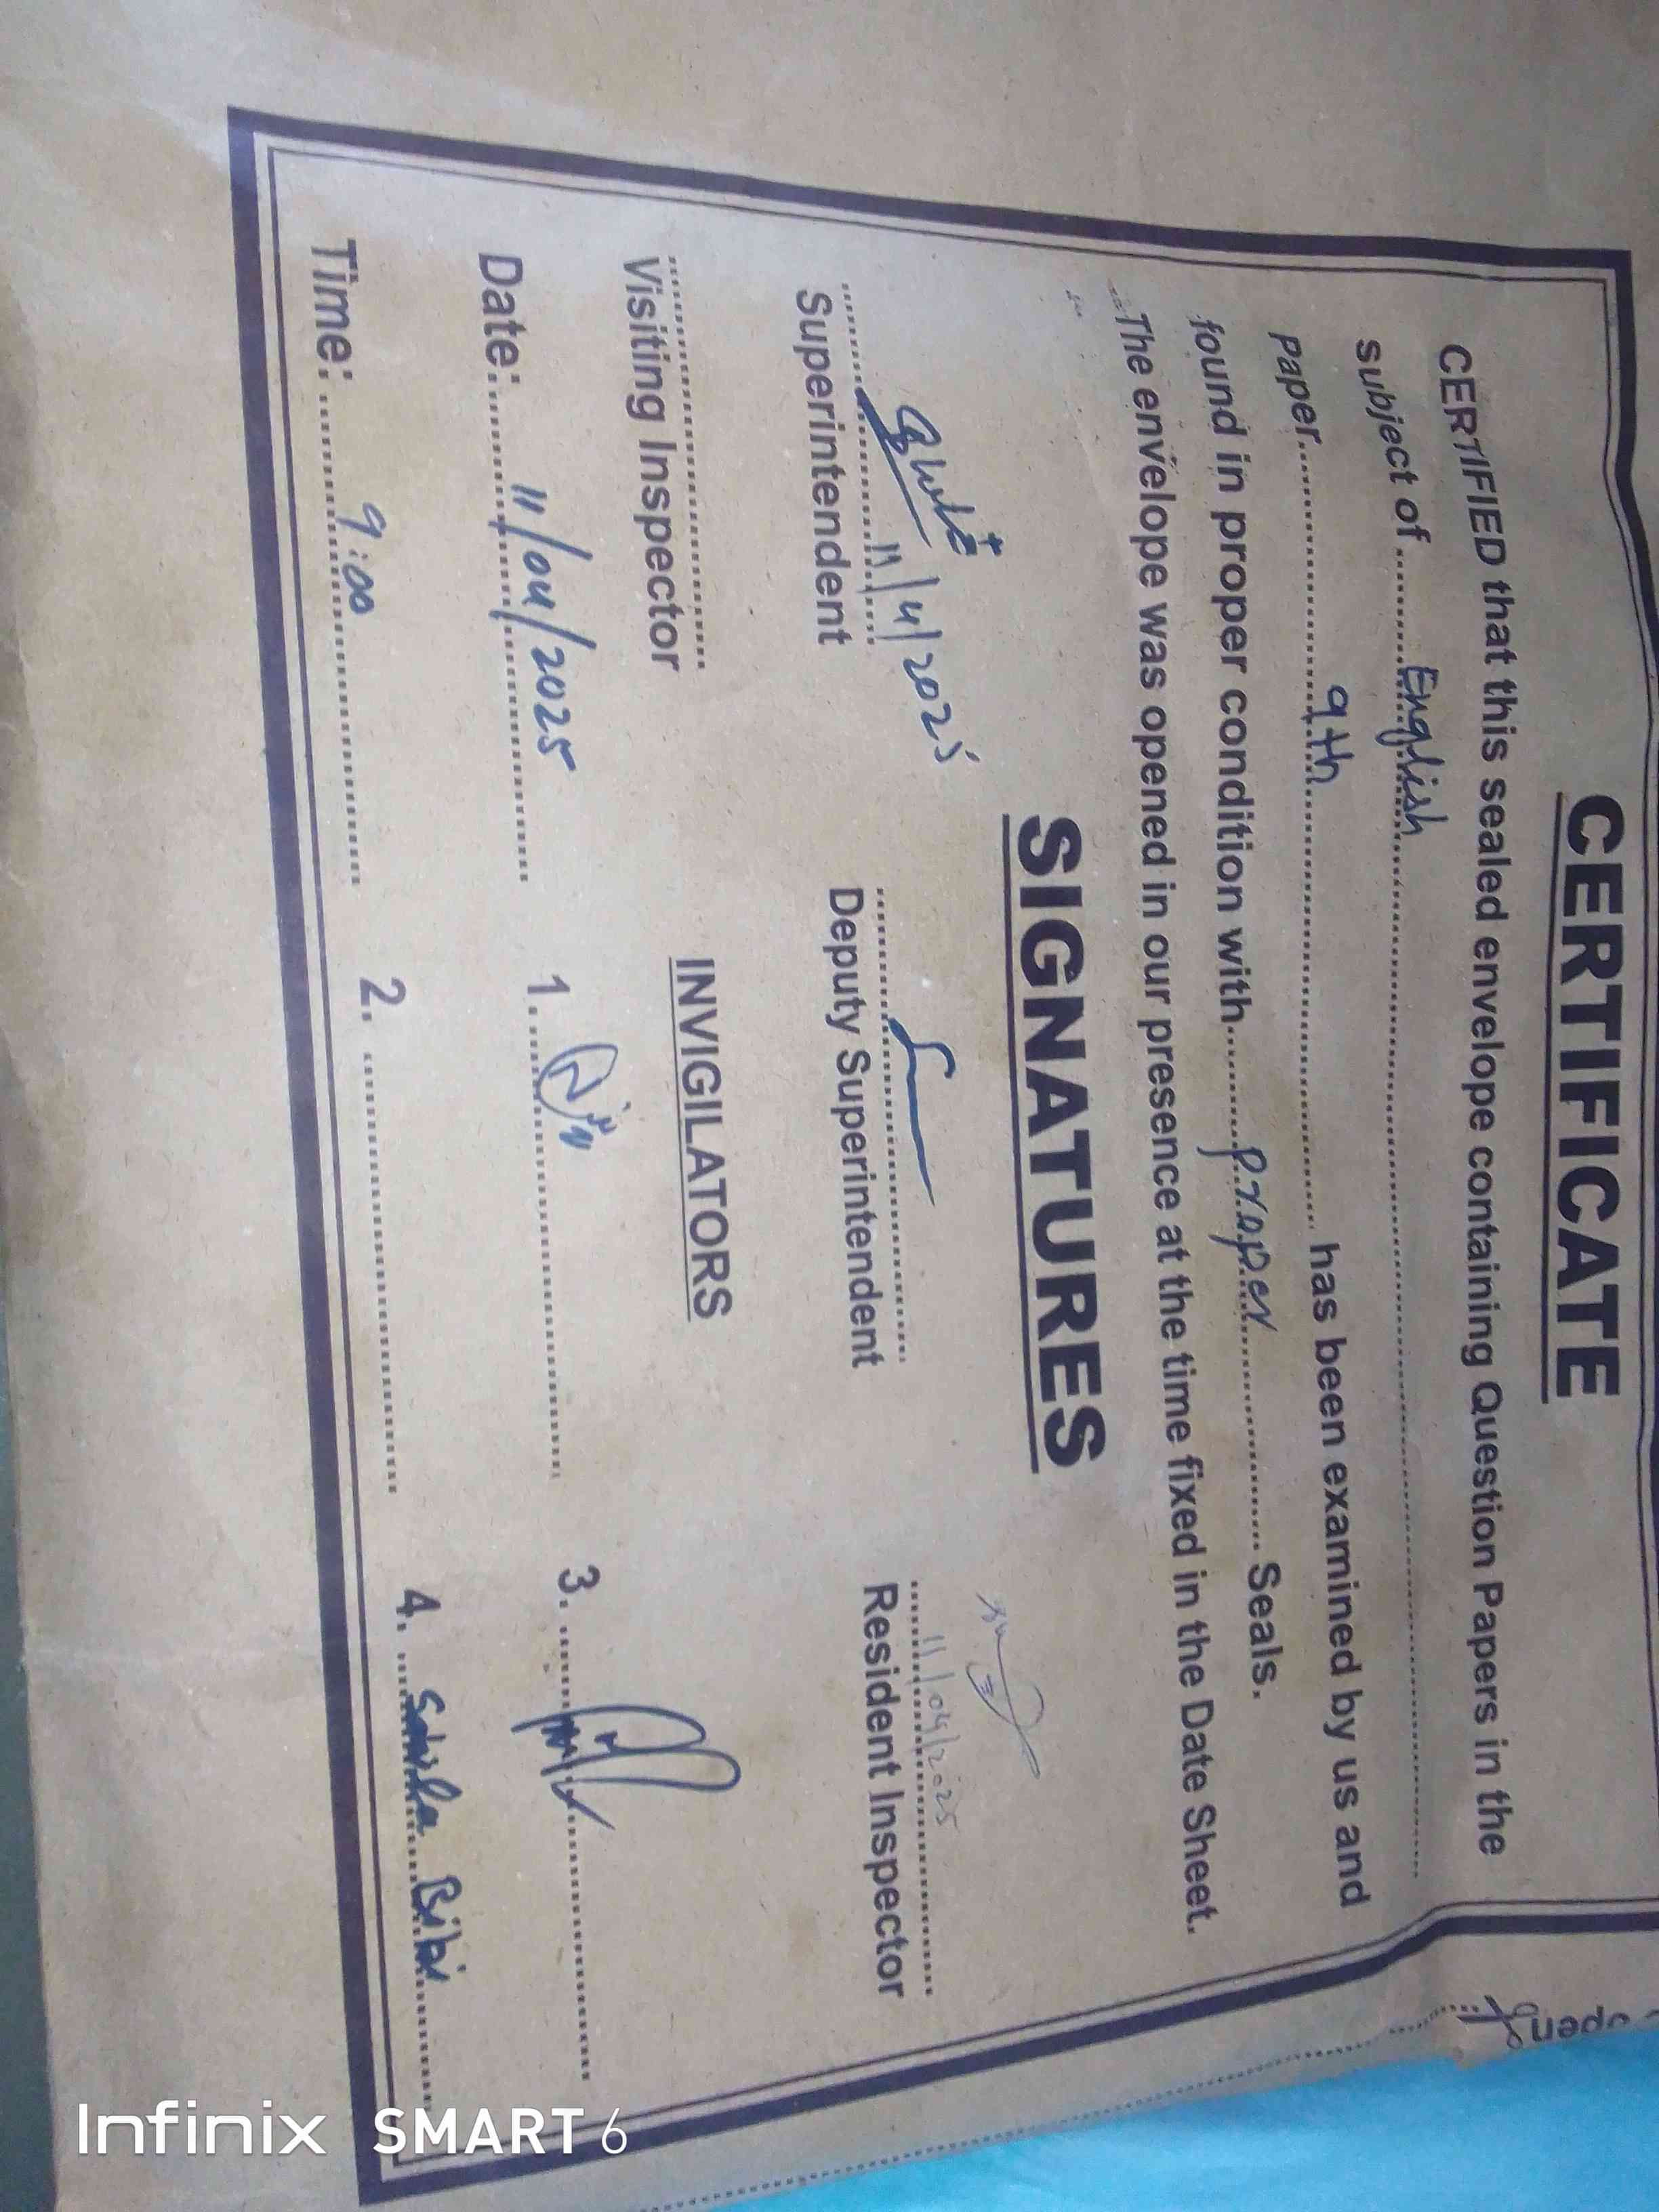 CERTIFICATE
CERTIFIED that this sealed envelope containing Question Papers in the
subject of ........ English ........
paper ........ 9th ........ has been examined by us and
found in proper condition with ........ proper ........ Seals.
The envelope was opened in our presence at the time fixed in the Date Sheet.
SIGNATURES
11/4/2025
11/04/2025
Superintendent Deputy Superintendent Resident Inspector
Visiting Inspector INVIGILATORS
Date: 11/04/2025 1. 3.
Time: 9:00 2. 4. Bibi
open
Infinix SMART 6